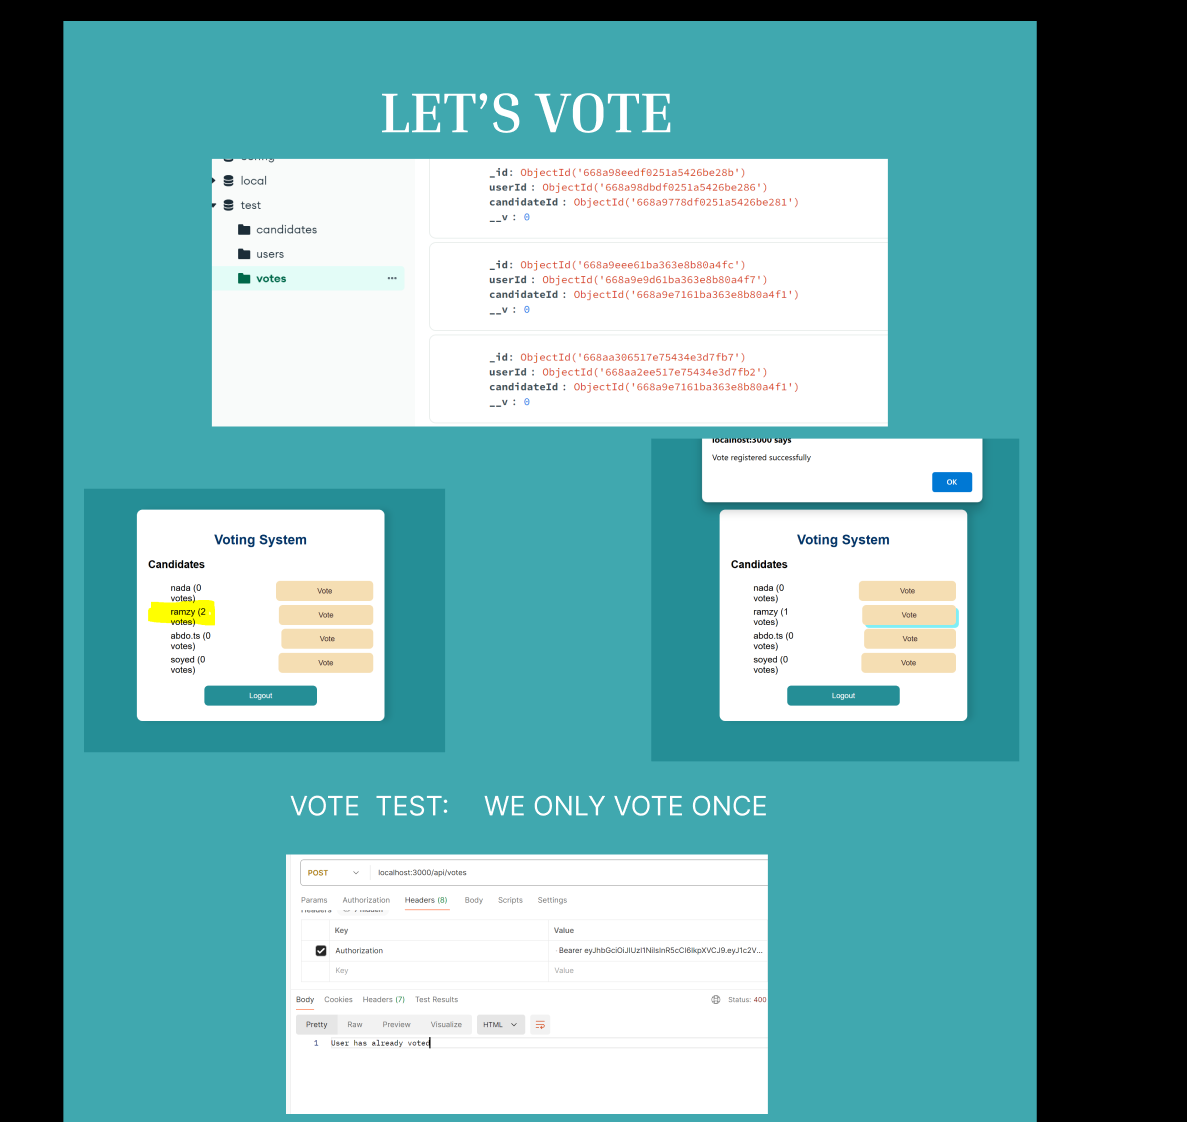 LET'S VOTE
config
local
test
candidates
users
votes ...
_id: ObjectId('668a98eedf0251a5426be28b')
userId : ObjectId('668a98dbdf0251a5426be286')
candidateId : ObjectId('668a9778df0251a5426be281')
__v : 0
_id: ObjectId('668a9eee61ba363e8b80a4fc')
userId : ObjectId('668a9e9d61ba363e8b80a4f7')
candidateId : ObjectId('668a9e7161ba363e8b80a4f1')
__v : 0
_id: ObjectId('668aa306517e75434e3d7fb7')
userId : ObjectId('668aa2ee517e75434e3d7fb2')
candidateId : ObjectId('668a9e7161ba363e8b80a4f1')
__v : 0
Voting System
Candidates
nada (0
votes)
Vote
ramzy (2
votes)
Vote
abdo.ts (0
votes)
Vote
soyed (0
votes)
Vote
Logout
localhost:3000 says
Vote registered successfully
OK
Voting System
Candidates
nada (0
votes)
Vote
ramzy (1
votes)
Vote
abdo.ts (0
votes)
Vote
soyed (0
votes)
Vote
Logout
VOTE TEST: WE ONLY VOTE ONCE
POST localhost:3000/api/votes
Params Authorization Headers (8) Body Scripts Settings
Headers 7 hidden
Key Value
Authorization Bearer eyJhbGciOiJIUzI1NiIsInR5cCI6IkpXVCJ9.eyJ1c2V...
Key Value
Body Cookies Headers (7) Test Results Status: 400
Pretty Raw Preview Visualize HTML
1 User has already voted